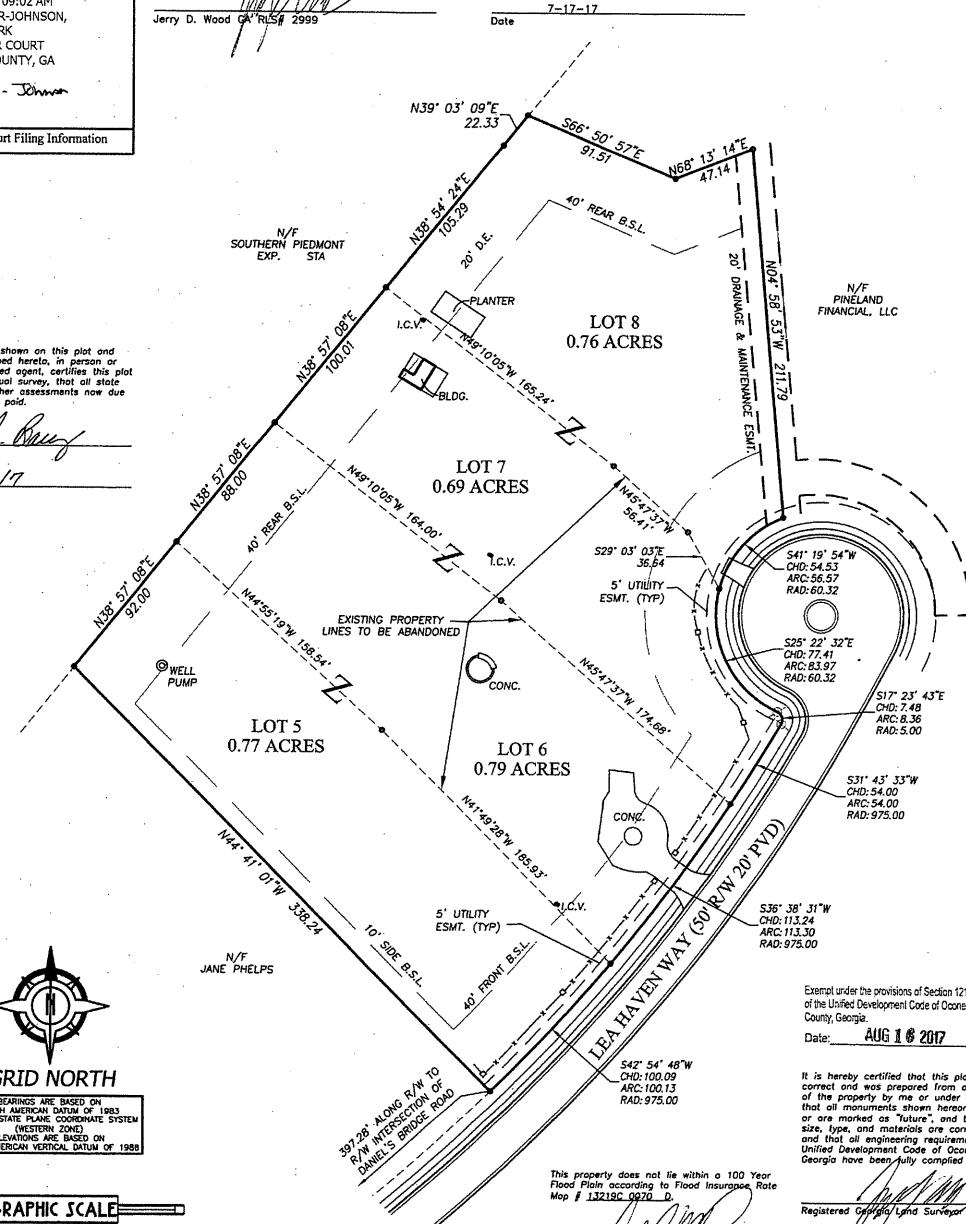 09:02 AM
R-JOHNSON,
RK
R COURT
OUNTY, GA
- Johnson
urt Filing Information
Jerry D. Wood GA RLS# 2999
7-17-17
Date
N39° 03' 09"E
22.33
S66° 50' 57"E
91.51
N68° 13' 14"E
47.14
N38° 54' 24"E
105.29
40' REAR B.S.L.
20' D.E.
N/F
SOUTHERN PIEDMONT
EXP. STA
20' DRAINAGE & MAINTENANCE ESMT.
N04° 58' 53"W 211.79
N/F
PINELAND
FINANCIAL, LLC
PLANTER
I.C.V.
LOT 8
0.76 ACRES
N38° 57' 08"E
100.01
N49°10'05"W 165.24'
BLDG.
Z
shown on this plat and
ed hereto, in person or
ed agent, certifies this plat
ual survey, that all state
her assessments now due
paid.
17
LOT 7
0.69 ACRES
N38° 57' 08"E
88.00
N49°10'05"W 164.00'
40' REAR B.S.L.
N45°47'37"W
56.41'
Z
I.C.V.
S29° 03' 03"E
36.64
5' UTILITY
ESMT. (TYP)
S41° 19' 54"W
CHD: 54.53
ARC: 56.57
RAD: 60.32
N38° 57' 08"E
92.00
N44°55'19"W 158.54'
EXISTING PROPERTY
LINES TO BE ABANDONED
S25° 22' 32"E
CHD: 77.41
ARC: 83.97
RAD: 60.32
WELL
PUMP
Z
CONC.
N45°47'37"W 174.68'
S17° 23' 43"E
CHD: 7.48
ARC: 8.36
RAD: 5.00
LOT 5
0.77 ACRES
LOT 6
0.79 ACRES
S31° 43' 33"W
CHD: 54.00
ARC: 54.00
RAD: 975.00
N41°49'28"W 185.93'
CONC.
N44° 41' 01"W 338.24
I.C.V.
5' UTILITY
ESMT. (TYP)
S36° 38' 31"W
CHD: 113.24
ARC: 113.30
RAD: 975.00
10' SIDE B.S.L
40' FRONT B.S.L.
N/F
JANE PHELPS
LEA HAVEN WAY (50' R/W 20' PVD)
N
GRID NORTH
BEARINGS ARE BASED ON
H AMERICAN DATUM OF 1983
STATE PLANE COORDINATE SYSTEM
(WESTERN ZONE)
LEVATIONS ARE BASED ON
MERICAN VERTICAL DATUM OF 1988
S42° 54' 48"W
CHD: 100.09
ARC: 100.13
RAD: 975.00
397.28' ALONG R/W TO
R/W INTERSECTION OF
DANIEL'S BRIDGE ROAD
Exempt under the provisions of Section 121
of the Unified Development Code of Ocone
County, Georgia.
Date: AUG 16 2017
It is hereby certified that this pla
correct and was prepared from a
of the property by me or under
that all monuments shown hereon
or are marked as "future", and t
size, type, and materials are corr
and that all engineering requirem
Unified Development Code of Oco
Georgia have been fully complied
This property does not lie within a 100 Year
Flood Plain according to Flood Insurance Rate
Map # 13219C 0070 D.
Registered Georgia Land Surveyor
RAPHIC SCALE